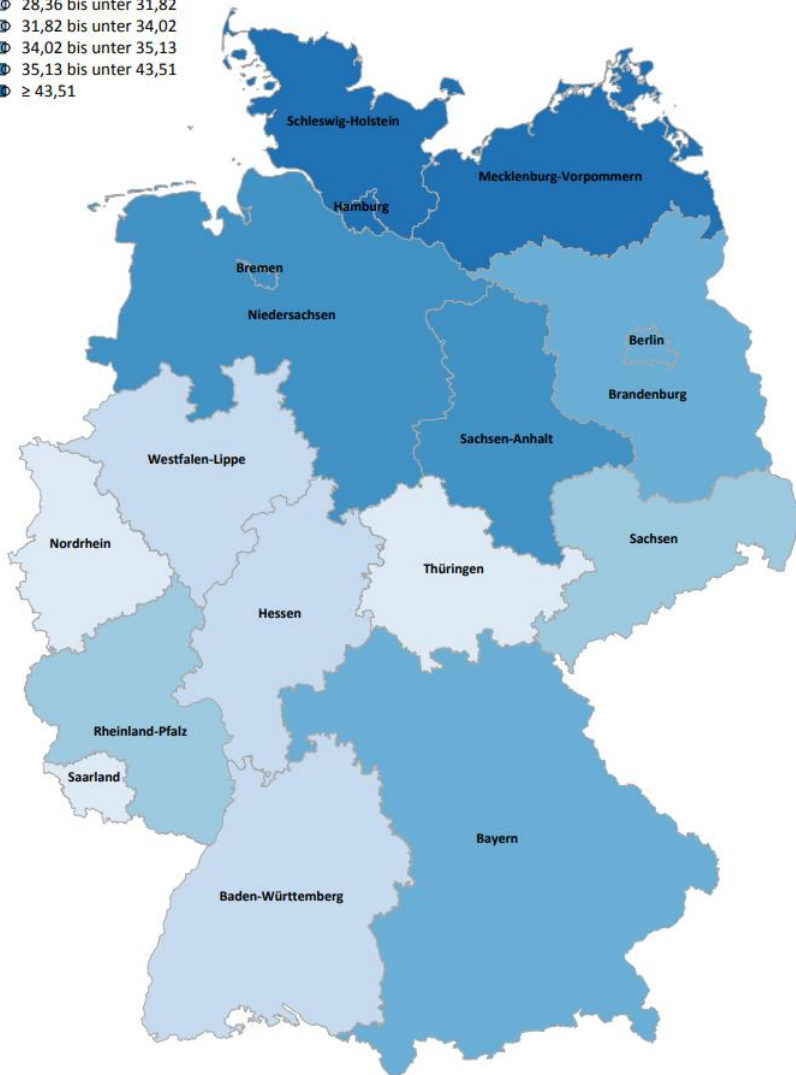 28,36 bis unter 31,82
31,82 bis unter 34,02
34,02 bis unter 35,13
35,13 bis unter 43,51
≥ 43,51
Schleswig-Holstein
Mecklenburg-Vorpommern
Hamburg
Bremen
Niedersachsen
Berlin
Brandenburg
Sachsen-Anhalt
Westfalen-Lippe
Sachsen
Nordrhein
Thüringen
Hessen
Rheinland-Pfalz
Saarland
Bayern
Baden-Württemberg